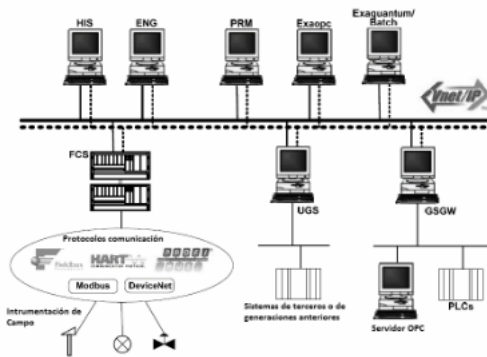 HIS
ENG
PRM
Exaopc
Exaquantum/
Batch
Vnet/IP
FCS
UGS
GSGW
Protocolos comunicación
Fieldbus
HART
Modbus
DeviceNet
Intrumentación de
Campo
Sistemas de terceros o de
generaciones anteriores
Servidor OPC
PLCs